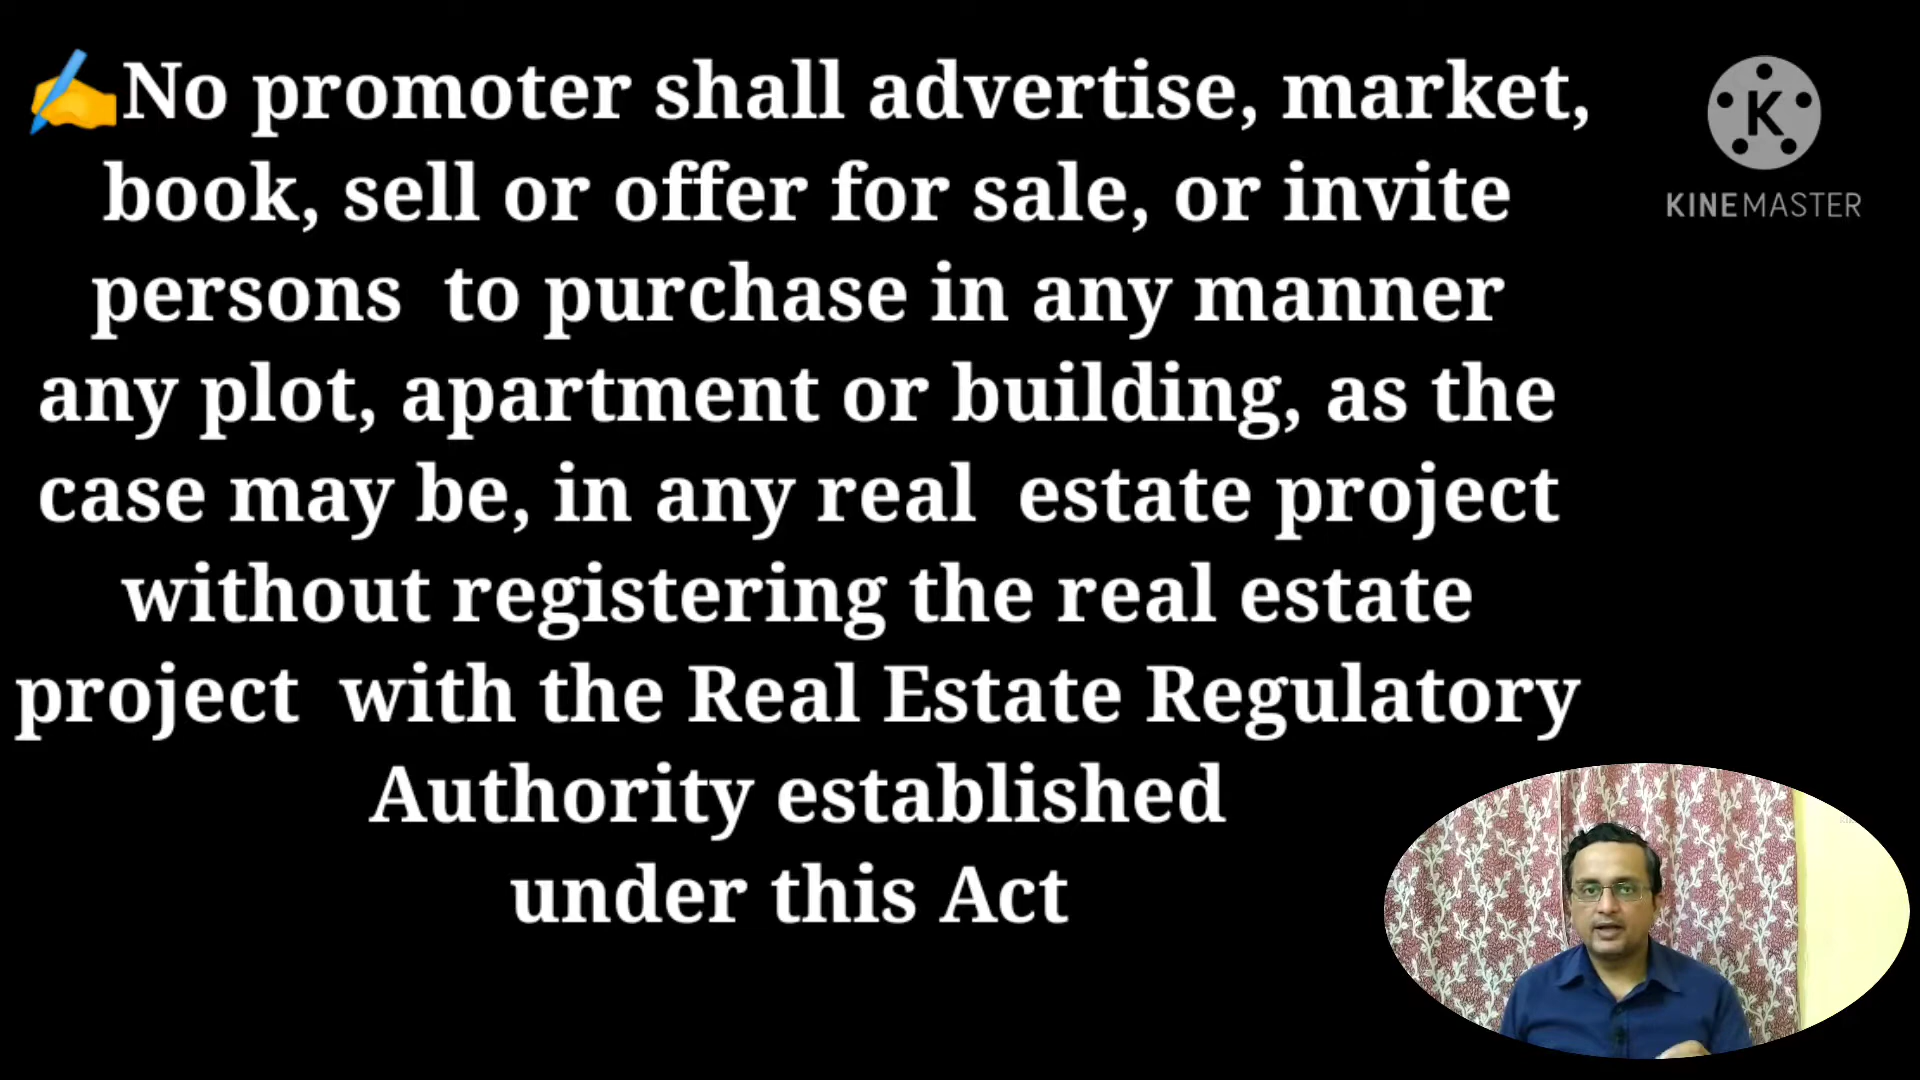 ✍No promoter shall advertise, market,
book, sell or offer for sale, or invite
persons  to purchase in any manner
any plot, apartment or building, as the
case may be, in any real  estate project
without registering the real estate
project  with the Real Estate Regulatory
Authority established
under this Act
K
KINEMASTER